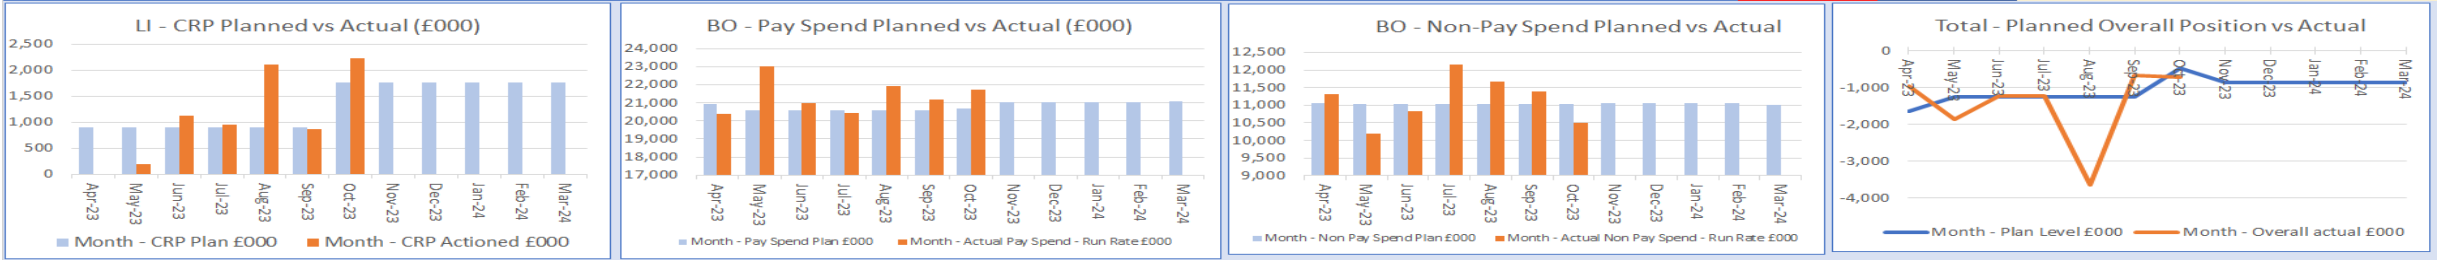 LI - CRP Planned vs Actual (£000)
2,500
2,000
1,500
1,000
500
0
Apr-23
May-23
Jun-23
Jul-23
Aug-23
Sep-23
Oct-23
Nov-23
Dec-23
Jan-24
Feb-24
Mar-24
Month - CRP Plan £000
Month - CRP Actioned £000
BO - Pay Spend Planned vs Actual (£000)
24,000
23,000
22,000
21,000
20,000
19,000
18,000
17,000
Apr-23
May-23
Jun-23
Jul-23
Aug-23
Sep-23
Oct-23
Nov-23
Dec-23
Jan-24
Feb-24
Mar-24
Month - Pay Spend Plan £000
Month - Actual Pay Spend - Run Rate £000
BO - Non-Pay Spend Planned vs Actual
12,500
12,000
11,500
11,000
10,500
10,000
9,500
9,000
Apr-23
May-23
Jun-23
Jul-23
Aug-23
Sep-23
Oct-23
Nov-23
Dec-23
Jan-24
Feb-24
Mar-24
Month - Non Pay Spend Plan £000
Month - Actual Non Pay Spend - Run Rate £000
Total - Planned Overall Position vs Actual
0
-1,000
-2,000
-3,000
-4,000
Apr-23
May-23
Jun-23
Jul-23
Aug-23
Sep-23
Oct-23
Nov-23
Dec-23
Jan-24
Feb-24
Mar-24
Month - Plan Level £000
Month - Overall actual £000